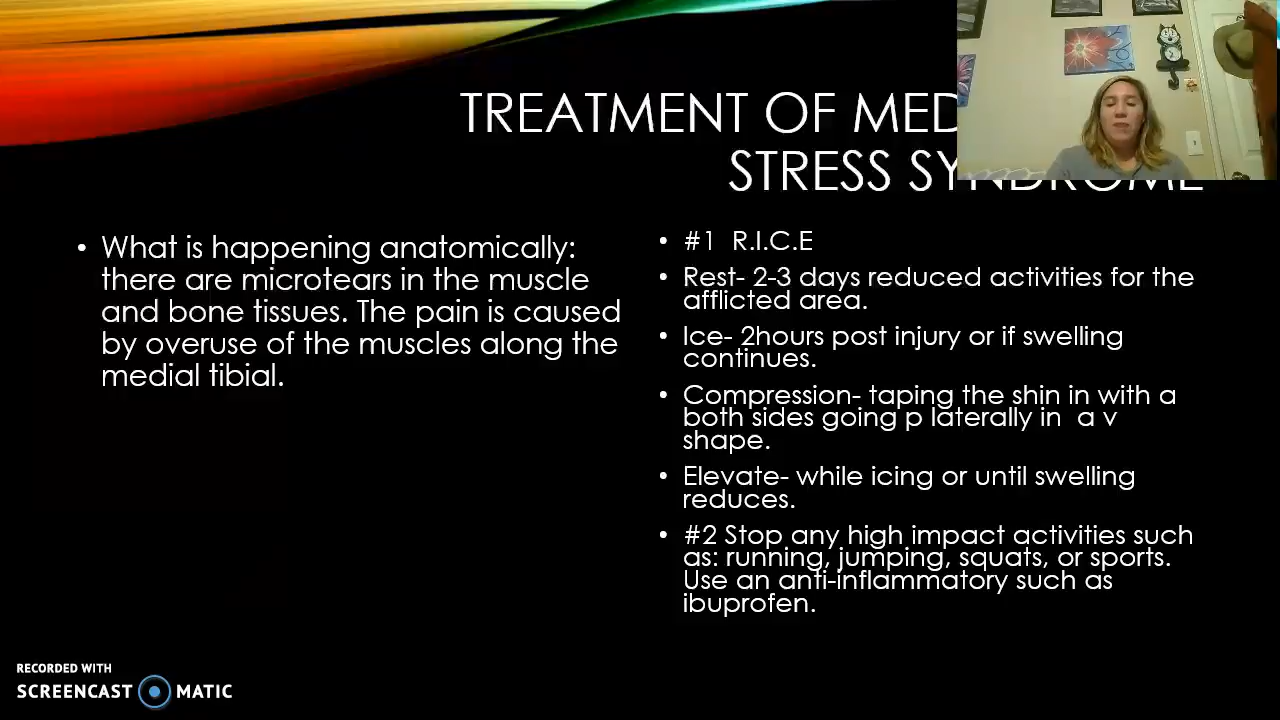 TREATMENT OF MED
STRESS SYNDROME
• What is happening anatomically:
there are microtears in the muscle
and bone tissues. The pain is caused
by overuse of the muscles along the
medial tibial.
• #1 R.I.C.E
• Rest- 2-3 days reduced activities for the
afflicted area.
• Ice- 2hours post injury or if swelling
continues.
• Compression- taping the shin in with a
both sides going p laterally in a v
shape.
• Elevate- while icing or until swelling
reduces.
• #2 Stop any high impact activities such
as: running, jumping, squats, or sports.
Use an anti-inflammatory such as
ibuprofen.
RECORDED WITH
SCREENCAST MATIC